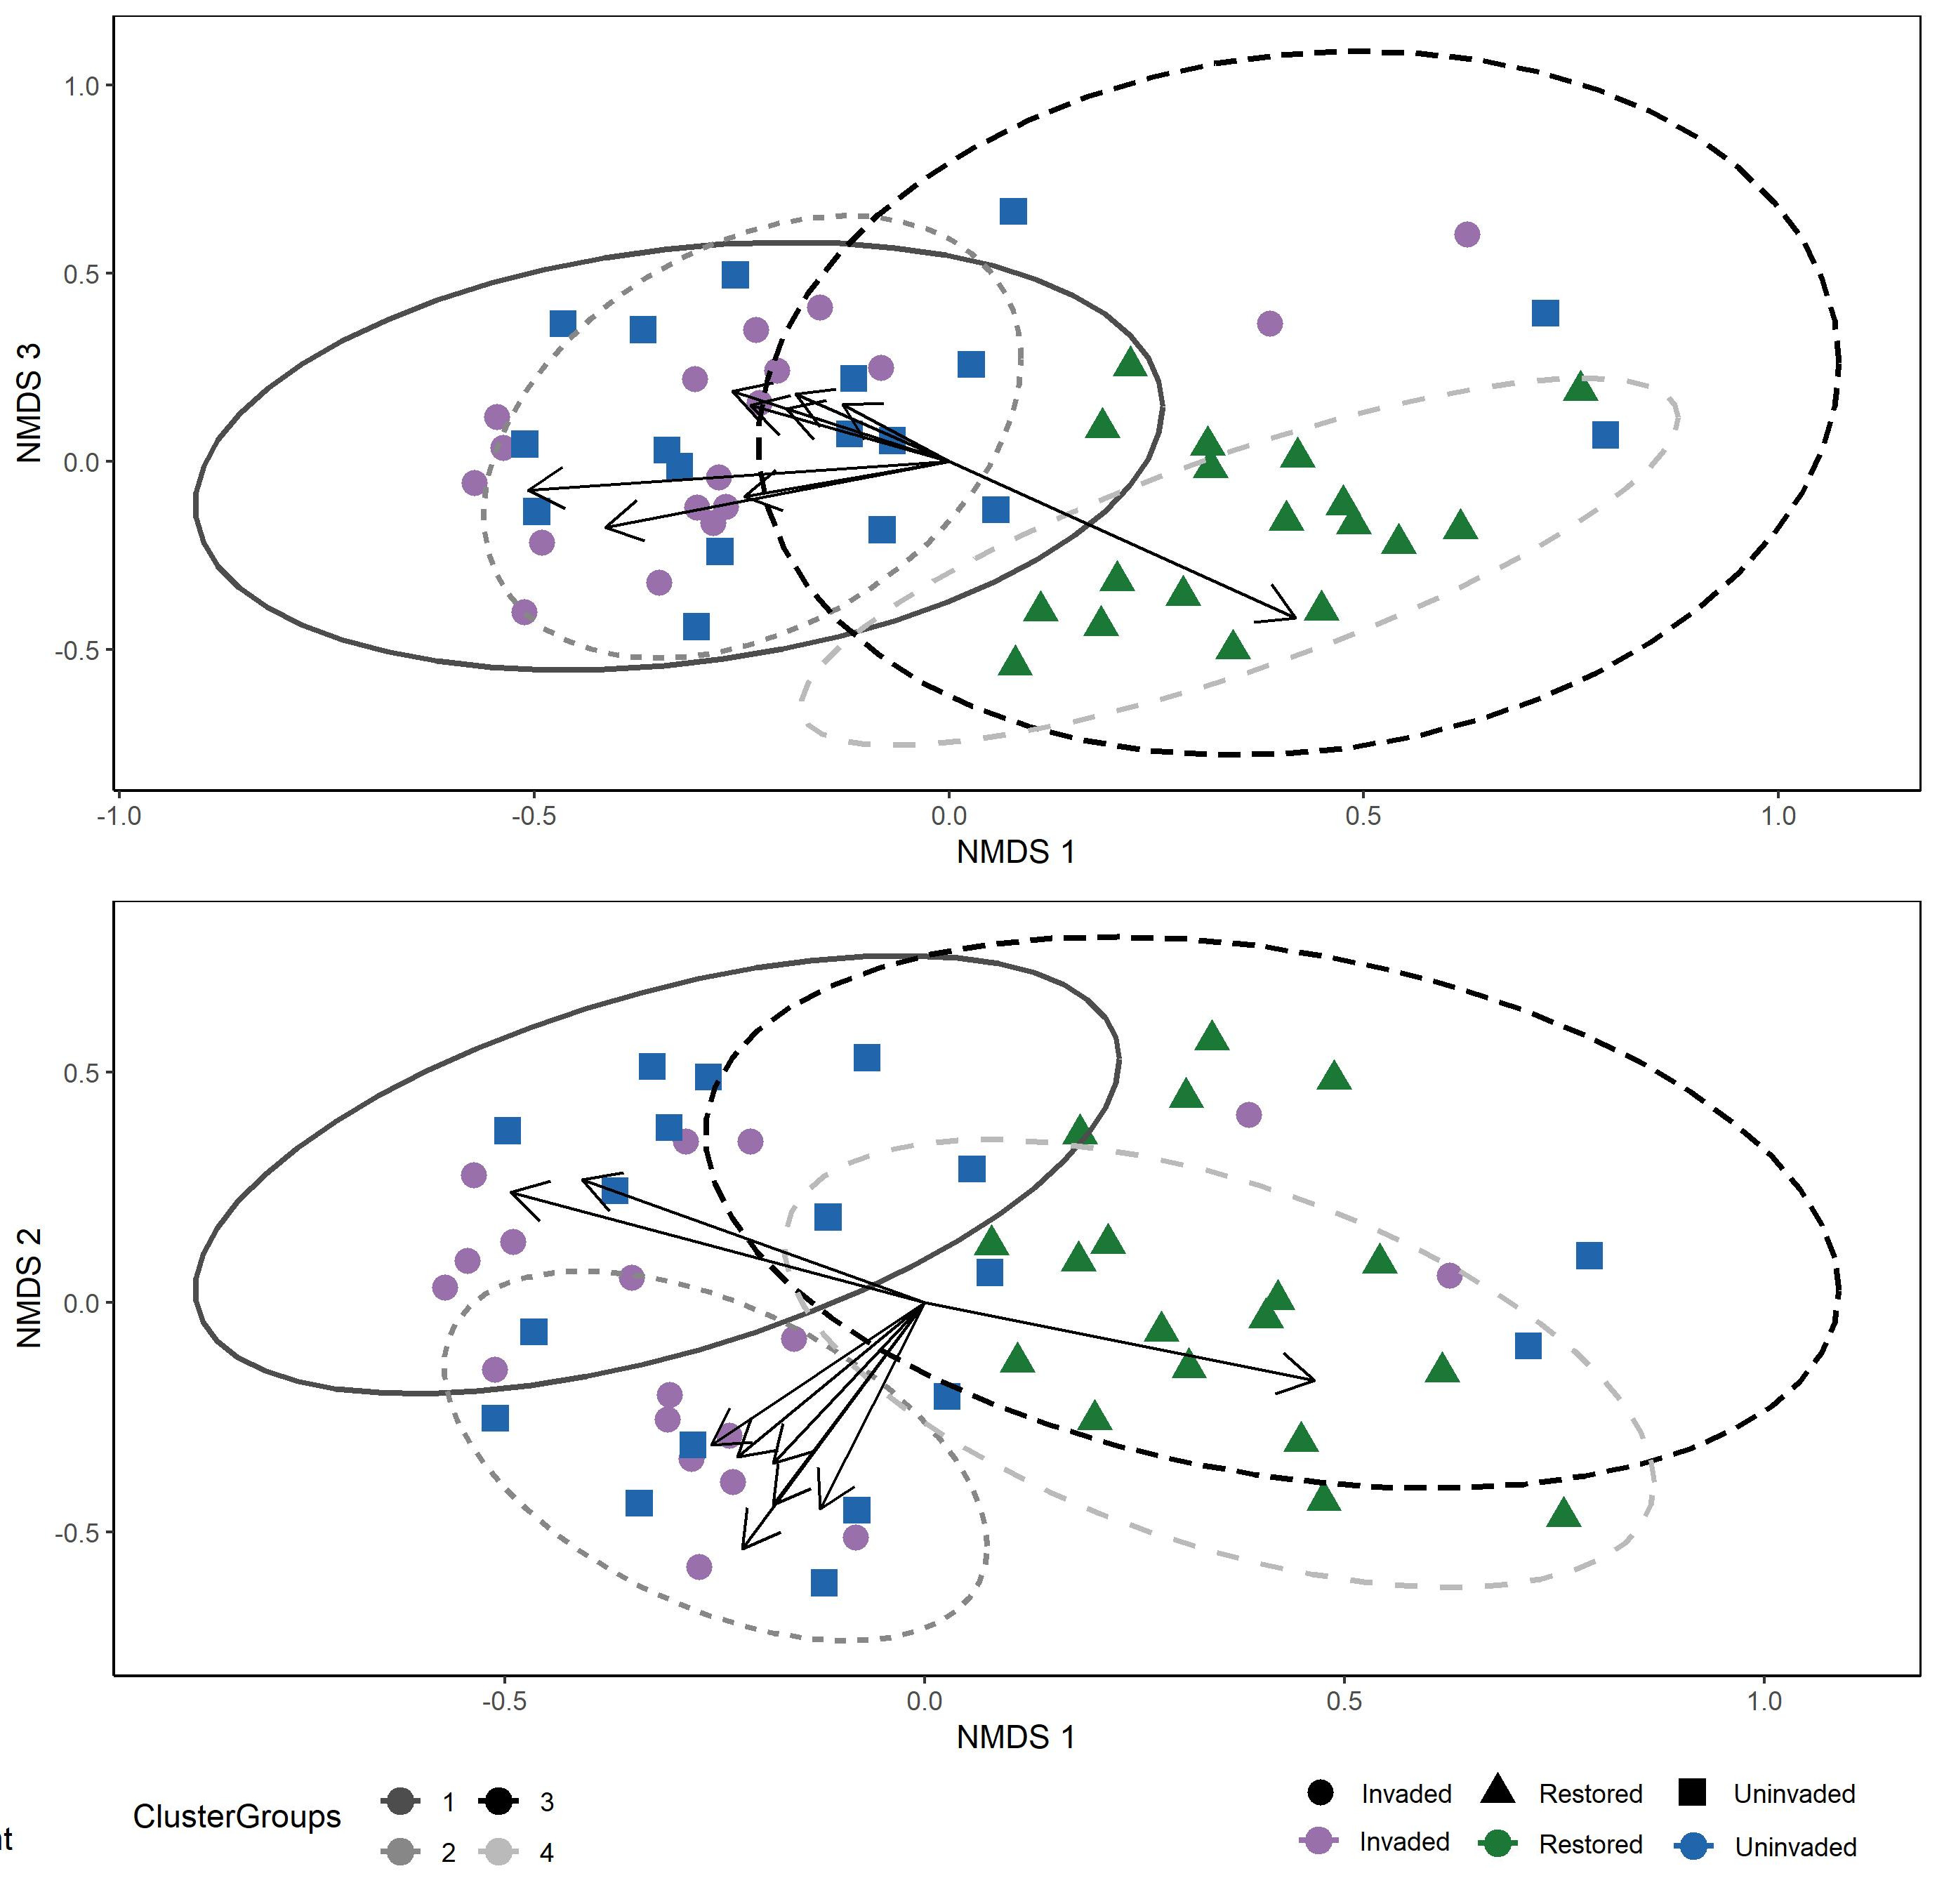 1.0
0.5
0.0
-0.5
NMDS 3
-1.0 -0.5 0.0 0.5 1.0
NMDS 1
0.5
0.0
-0.5
NMDS 2
-0.5 0.0 0.5 1.0
NMDS 1
ClusterGroups
1 3
2 4
Invaded Restored Uninvaded
Invaded Restored Uninvaded